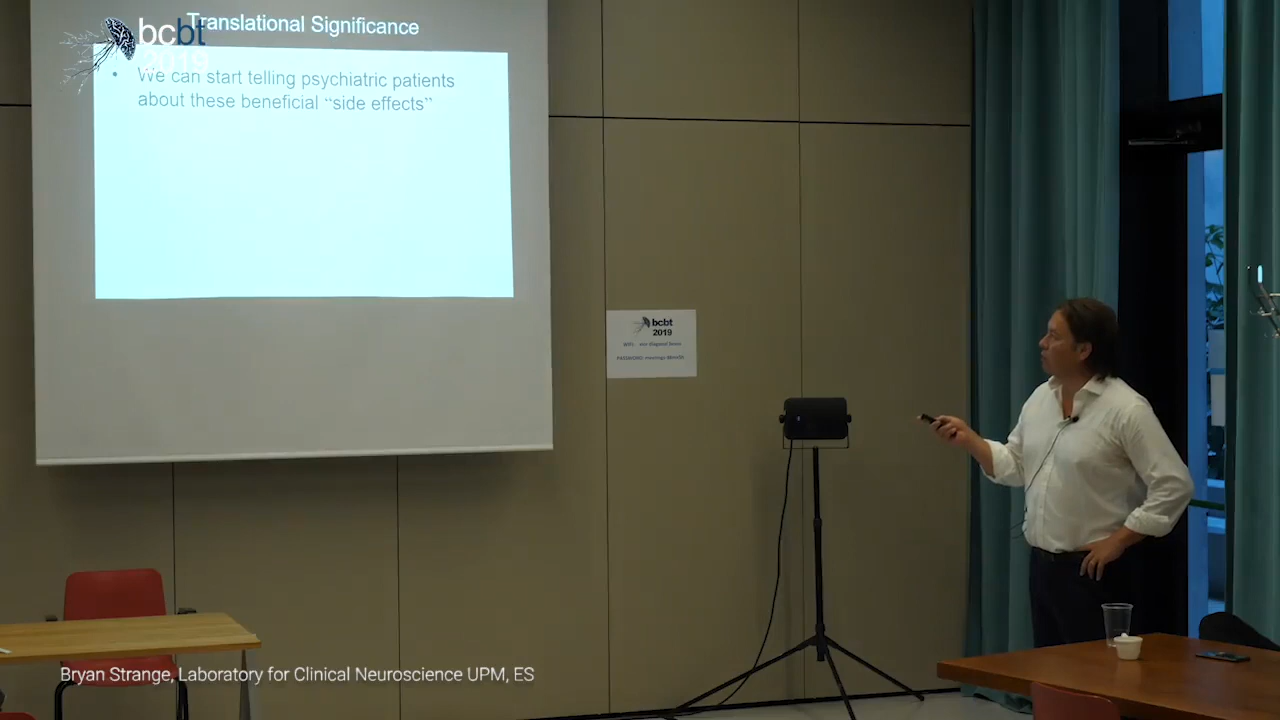 Translational Significance
bcbt
2019
• We can start telling psychiatric patients
about these beneficial “side effects”
bcbt
2019
Bryan Strange, Laboratory for Clinical Neuroscience UPM, ES